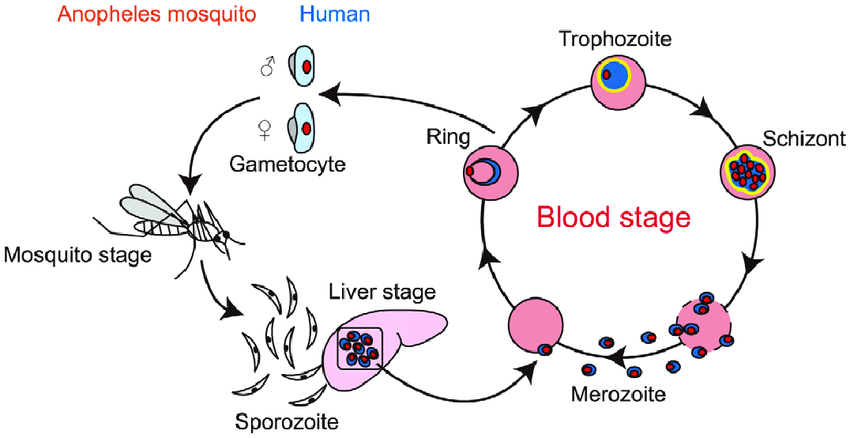 Anopheles mosquito
Human
Trophozoite
♂
♀
Gametocyte
Ring
Schizont
Blood stage
Mosquito stage
Liver stage
Merozoite
Sporozoite